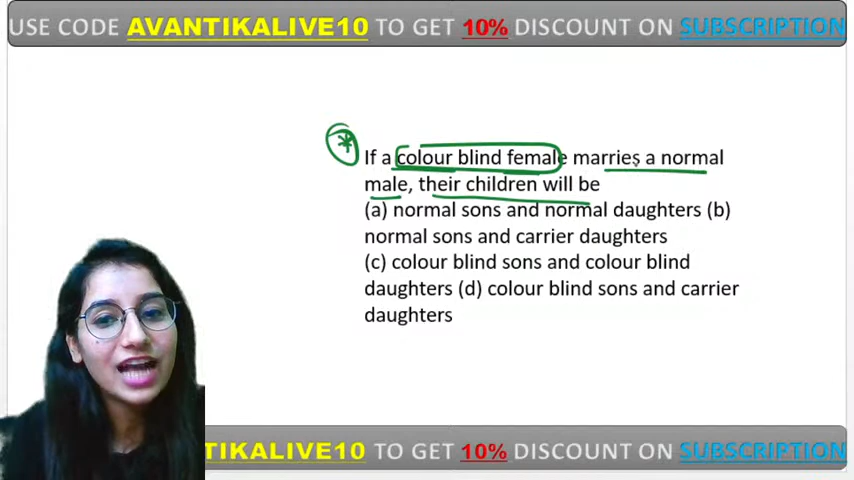 USE CODE AVANTIKALIVE10 TO GET 10% DISCOUNT ON SUBSCRIPTION
If a colour blind female marries a normal
male, their children will be
(a) normal sons and normal daughters (b)
normal sons and carrier daughters
(c) colour blind sons and colour blind
daughters (d) colour blind sons and carrier
daughters
TIKALIVE10 TO GET 10% DISCOUNT ON SUBSCRIPTION